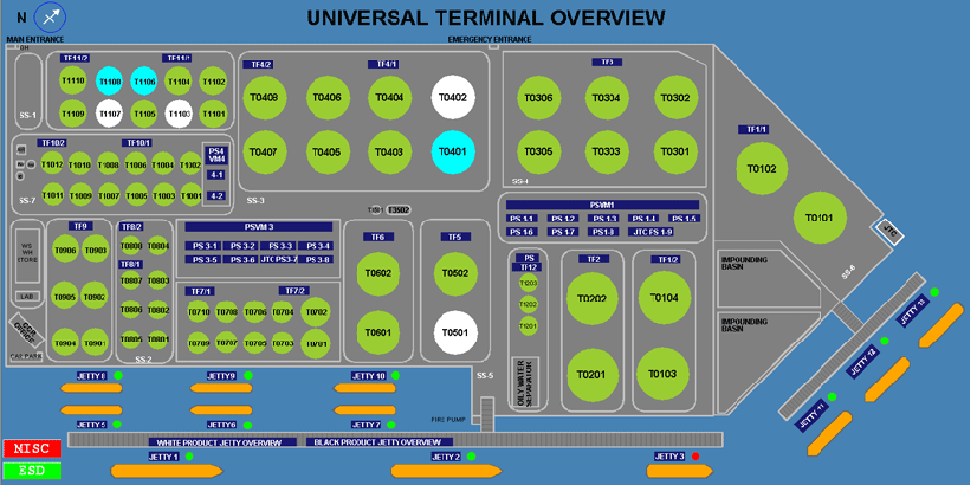 N
UNIVERSAL TERMINAL OVERVIEW
MAIN ENTRANCE
EMERGENCY ENTRANCE
GH
SS-1
TF11/2
TF11/1
T1110
T1108
T1106
T1104
T1102
T1109
T1107
T1105
T1103
T1101
TF10/2
TF10/1
T1012
T1010
T1008
T1006
T1004
T1002
T1011
T1009
T1007
T1005
T1003
T1001
PS4
VM4
4-1
4-2
SS-7
TF4/2
TF4/1
T0408
T0406
T0404
T0402
T0407
T0405
T0403
T0401
SS-3
TF3
T0306
T0304
T0302
T0305
T0303
T0301
SS-4
TF1/1
T0102
T0101
JTC
SS-6
PSVM1
PS 1-1
PS 1-2
PS 1-3
PS 1-4
PS 1-5
PS 1-6
PS 1-7
PS1-8
JTC PS 1-9
T3502
WS
WH
STORE
LAB
CCR
OFFICE
CAR PARK
TF9
T0906
T0903
T0905
T0902
T0904
T0901
TF8/2
T0804
TF8/1
T0807
T0803
T0802
T0805
T0801
SS-2
PSVM 3
PS 3-1
PS 3-2
PS 3-3
PS 3-4
PS 3-5
PS 3-6
JTC PS3-7
PS 3-8
TF7/1
TF7/2
T0710
T0708
T0706
T0704
T0702
T0709
T0707
T0705
T0703
T0701
TF6
T0602
T0601
TF5
T0502
T0501
SS-5
PS
TF12
T1203
T1202
T1201
OILY WATER
SEPARATION
TF2
T0202
T0201
TF1/2
T0104
T0103
IMPOUNDING
BASIN
IMPOUNDING
BASIN
FIRE PUMP
JETTY 8
JETTY9
JETTY 10
JETTY 5
JETTY 6
JETTY 7
WHITE PRODUCT JETTY OVERVIEW
BLACK PRODUCT JETTY OVERVIEW
JETTY 1
JETTY 2
JETTY 3
JETTY 11
JETTY 12
MISC
ESD